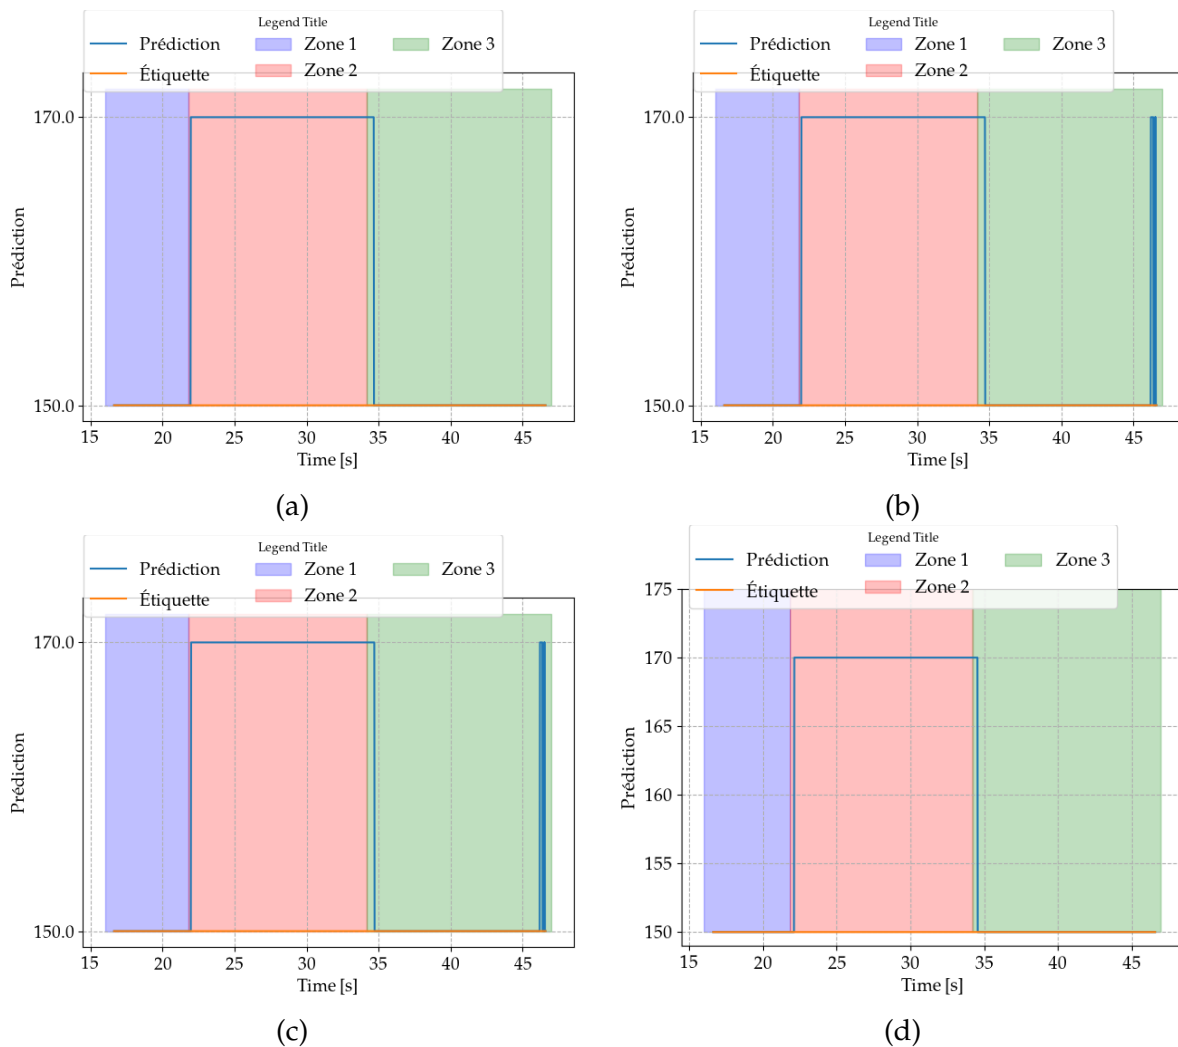 Legend Title
Prédiction Zone 1 Zone 3
Étiquette Zone 2
170.0
150.0
Prédiction
15 20 25 30 35 40 45
Time [s]
(a)
Legend Title
Prédiction Zone 1 Zone 3
Étiquette Zone 2
170.0
150.0
Prédiction
15 20 25 30 35 40 45
Time [s]
(b)
Legend Title
Prédiction Zone 1 Zone 3
Étiquette Zone 2
170.0
150.0
Prédiction
15 20 25 30 35 40 45
Time [s]
(c)
Legend Title
Prédiction Zone 1 Zone 3
Étiquette Zone 2
175
170
165
160
155
150
Prédiction
15 20 25 30 35 40 45
Time [s]
(d)